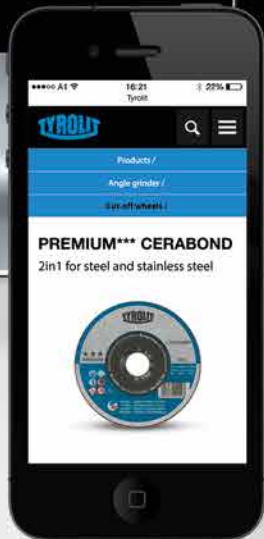 ●●●○○ A1 16:21 22%
Tyrolit
TYROLIT
Products /
Angle grinder /
Cut-off wheels /
PREMIUM*** CERABOND
2in1 for steel and stainless steel
TYROLIT